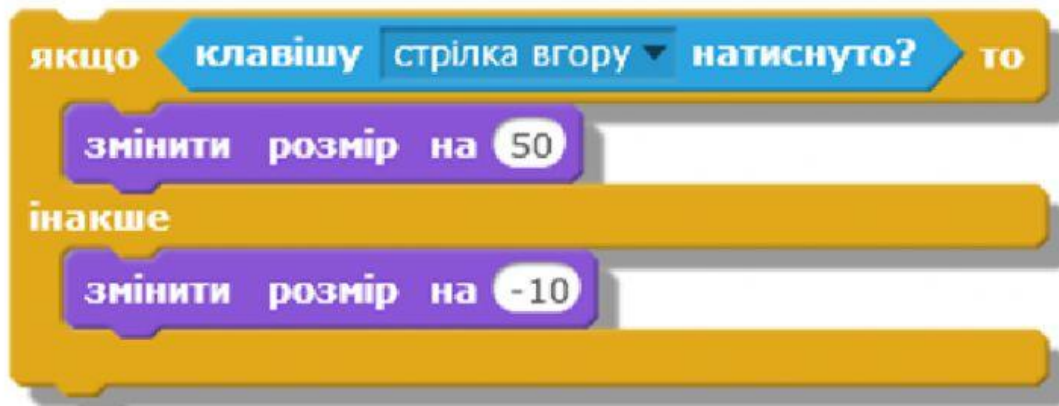 якщо клавішу стрілка вгору натиснуто? то
змінити розмір на 50
інакше
змінити розмір на -10